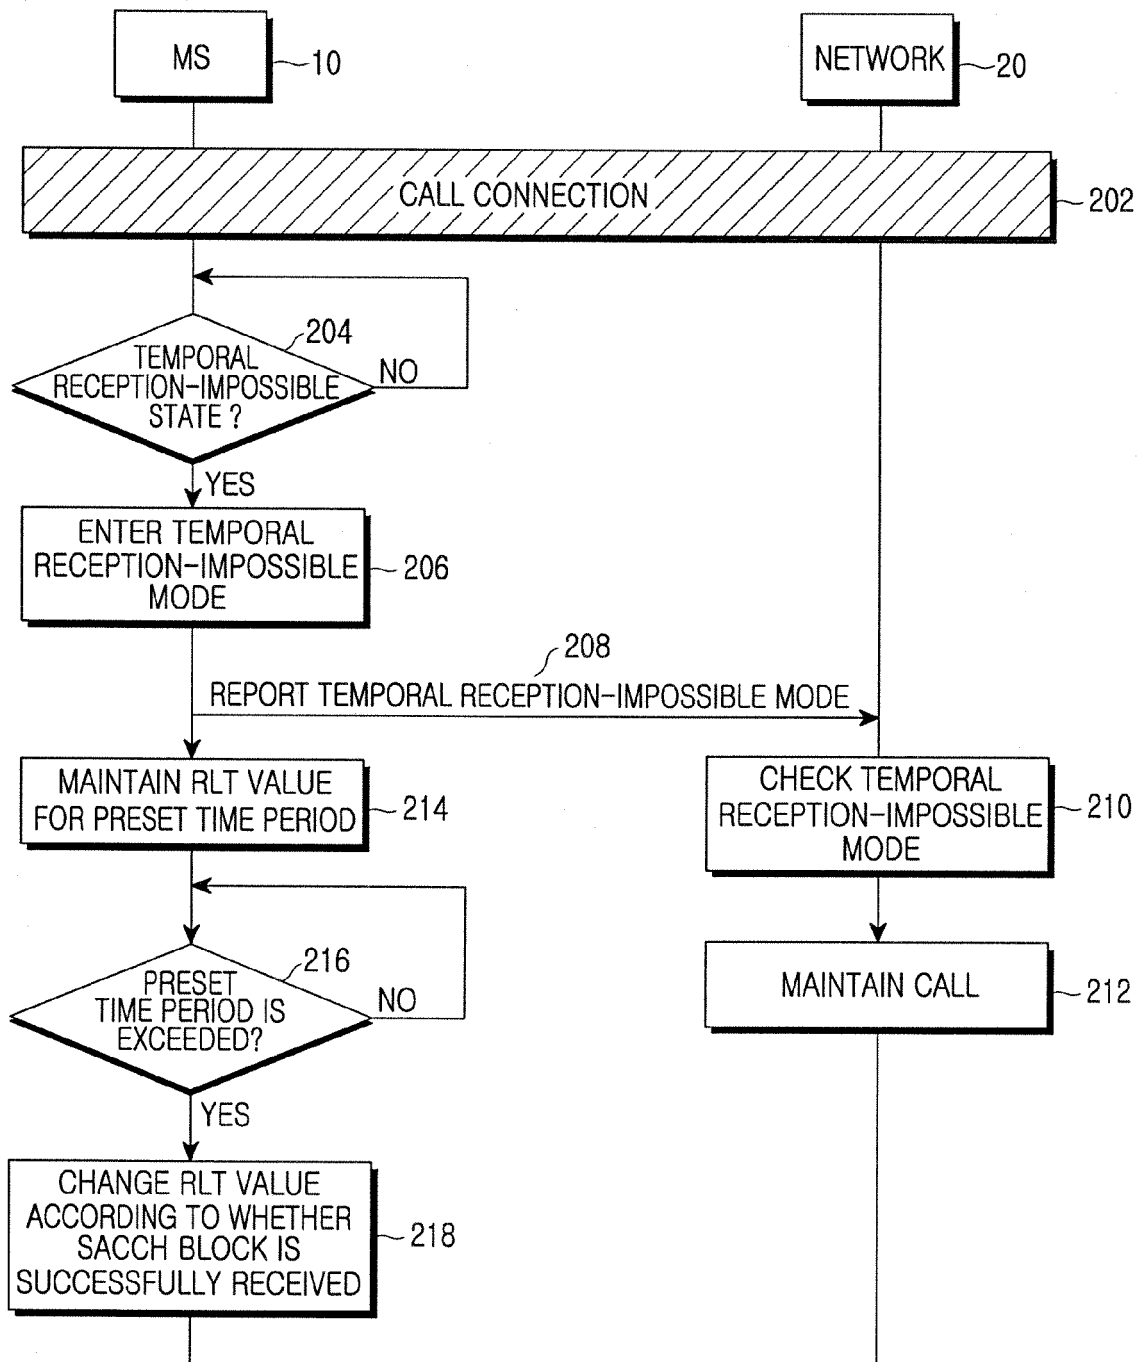 MS
10
NETWORK
20
CALL CONNECTION
202
204
TEMPORAL
RECEPTION-IMPOSSIBLE
STATE ?
NO
YES
ENTER TEMPORAL
RECEPTION-IMPOSSIBLE
MODE
206
208
REPORT TEMPORAL RECEPTION-IMPOSSIBLE MODE
MAINTAIN RLT VALUE
FOR PRESET TIME PERIOD
214
CHECK TEMPORAL
RECEPTION-IMPOSSIBLE
MODE
210
216
PRESET
TIME PERIOD IS
EXCEEDED?
NO
MAINTAIN CALL
212
YES
CHANGE RLT VALUE
ACCORDING TO WHETHER
SACCH BLOCK IS
SUCCESSFULLY RECEIVED
218